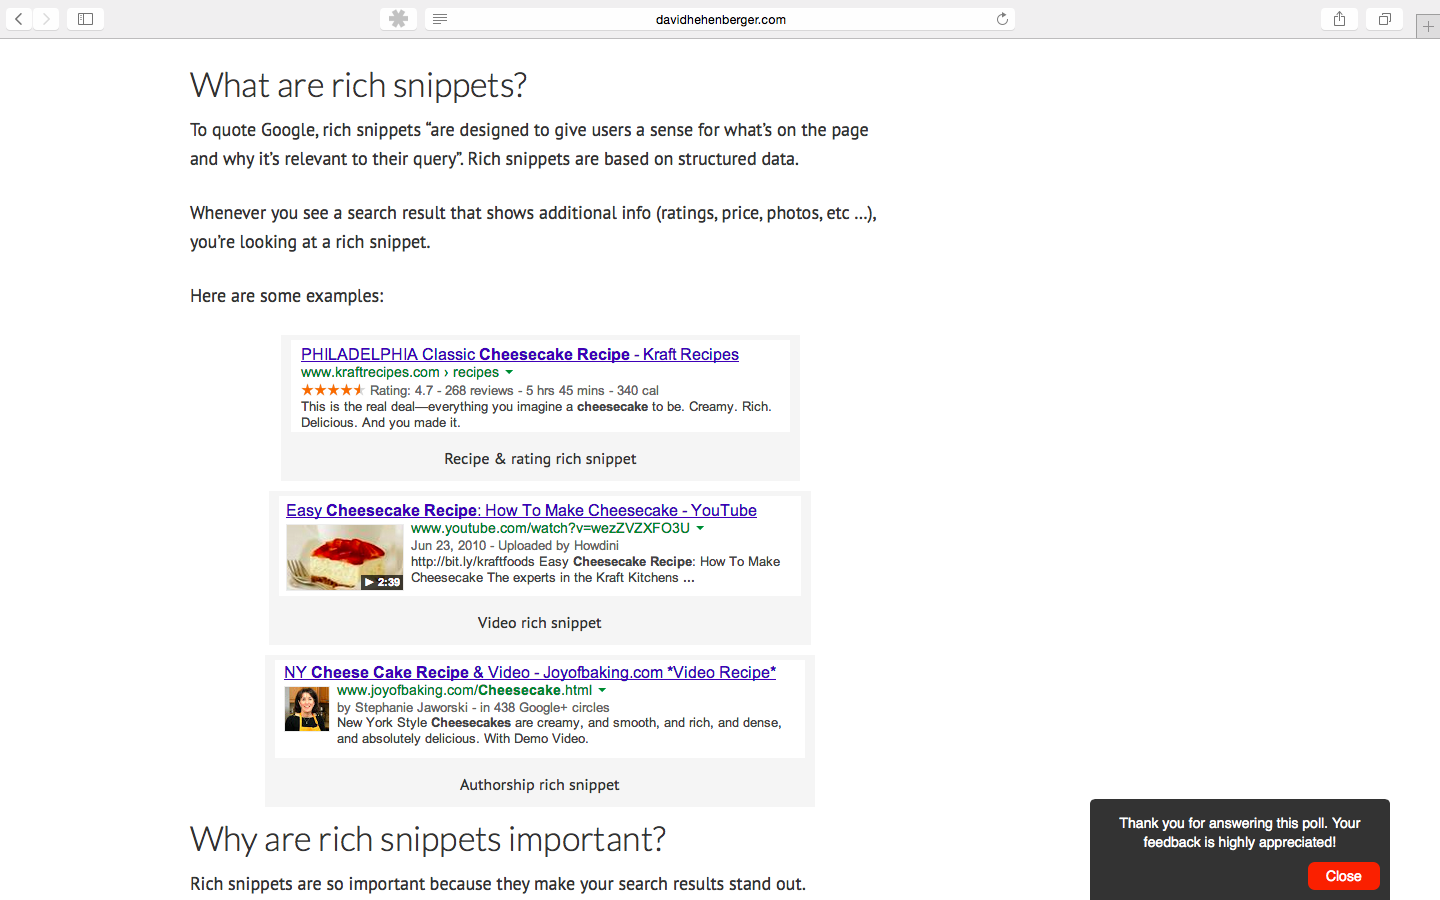 davidhehenberger.com
What are rich snippets?
To quote Google, rich snippets “are designed to give users a sense for what’s on the page
and why it’s relevant to their query”. Rich snippets are based on structured data.
Whenever you see a search result that shows additional info (ratings, price, photos, etc …),
you’re looking at a rich snippet.
Here are some examples:
PHILADELPHIA Classic Cheesecake Recipe - Kraft Recipes
www.kraftrecipes.com › recipes
Rating: 4.7 - 268 reviews - 5 hrs 45 mins - 340 cal
This is the real deal—everything you imagine a cheesecake to be. Creamy. Rich.
Delicious. And you made it.
Recipe & rating rich snippet
Easy Cheesecake Recipe: How To Make Cheesecake - YouTube
www.youtube.com/watch?v=wezZVZXFO3U
Jun 23, 2010 - Uploaded by Howdini
http://bit.ly/kraftfoods Easy Cheesecake Recipe: How To Make
Cheesecake The experts in the Kraft Kitchens ...
2:39
Video rich snippet
NY Cheese Cake Recipe & Video - Joyofbaking.com *Video Recipe*
www.joyofbaking.com/Cheesecake.html
by Stephanie Jaworski - in 438 Google+ circles
New York Style Cheesecakes are creamy, and smooth, and rich, and dense,
and absolutely delicious. With Demo Video.
Authorship rich snippet
Why are rich snippets important?
Rich snippets are so important because they make your search results stand out.
Thank you for answering this poll. Your
feedback is highly appreciated!
Close